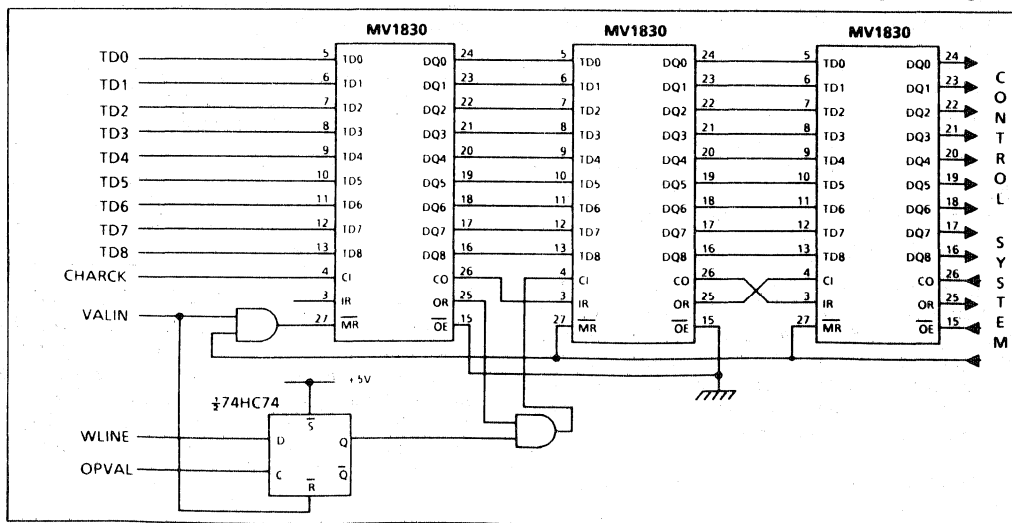 MV1830 MV1830 MV1830
TD0 5 TD0 DQ0 24 5 TD0 DQ0 24 5 TD0 DQ0 24
TD1 6 TD1 DQ1 23 6 TD1 DQ1 23 6 TD1 DQ1 23
TD2 7 TD2 DQ2 22 7 TD2 DQ2 22 7 TD2 DQ2 22
TD3 8 TD3 DQ3 21 8 TD3 DQ3 21 8 TD3 DQ3 21
TD4 9 TD4 DQ4 20 9 TD4 DQ4 20 9 TD4 DQ4 20
TD5 10 TD5 DQ5 19 10 TD5 DQ5 19 10 TD5 DQ5 19
TD6 11 TD6 DQ6 18 11 TD6 DQ6 18 11 TD6 DQ6 18
TD7 12 TD7 DQ7 17 12 TD7 DQ7 17 12 TD7 DQ7 17
TD8 13 TD8 DQ8 16 13 TD8 DQ8 16 13 TD8 DQ8 16
CHARCK 4 CI CO 26 4 CI CO 26 4 CI CO 26
3 IR OR 25 3 IR OR 25 3 IR OR 25
VALIN 27 M̅R̅ O̅E̅ 15 27 M̅R̅ O̅E̅ 15 27 M̅R̅ O̅E̅ 15
CONTROL SYSTEM
+5V
½74HC74
S̅
WLINE D Q
OPVAL C Q̅
R̅